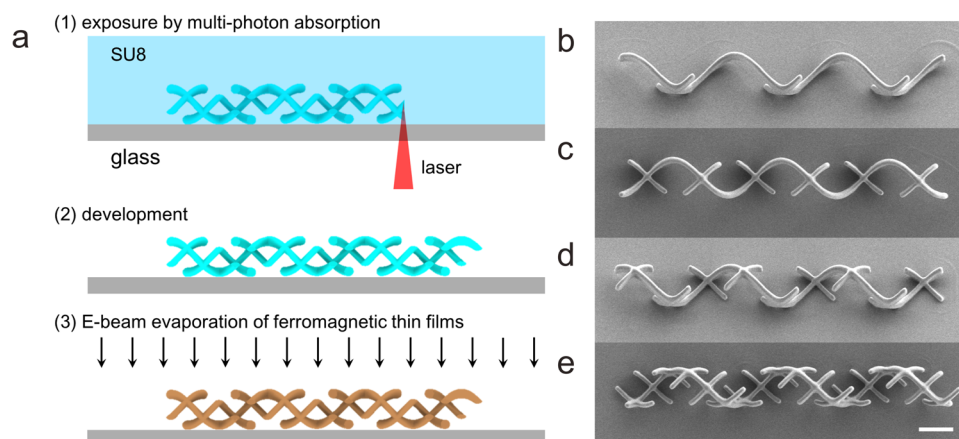 a
(1) exposure by multi-photon absorption
SU8
glass
laser
(2) development
(3) E-beam evaporation of ferromagnetic thin films
b
c
d
e